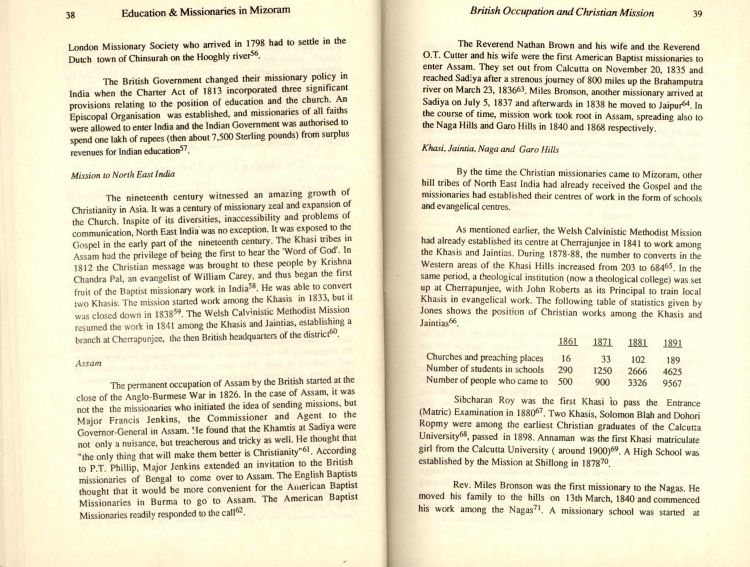 38 Education & Missionaries in Mizoram
London Missionary Society who arrived in 1798 had to settle in the
Dutch town of Chinsurah on the Hooghly river56.
The British Government changed their missionary policy in
India when the Charter Act of 1813 incorporated three significant
provisions relating to the position of education and the church. An
Episcopal Organisation was established, and missionaries of all faiths
were allowed to enter India and the Indian Government was authorised to
spend one lakh of rupees (then about 7,500 Sterling pounds) from surplus
revenues for Indian education57.
Mission to North East India
The nineteenth century witnessed an amazing growth of
Christianity in Asia. It was a century of missionary zeal and expansion of
the Church. Inspite of its diversities, inaccessibility and problems of
communication, North East India was no exception. It was exposed to the
Gospel in the early part of the nineteenth century. The Khasi tribes in
Assam had the privilege of being the first to hear the 'Word of God'. In
1812 the Christian message was brought to these people by Krishna
Chandra Pal, an evangelist of William Carey, and thus began the first
fruit of the Baptist missionary work in India58. He was able to convert
two Khasis. The mission started work among the Khasis in 1833, but it
was closed down in 183859. The Welsh Calvinistic Methodist Mission
resumed the work in 1841 among the Khasis and Jaintias, establishing a
branch at Cherrapunjee, the then British headquarters of the district60.
Assam
The permanent occupation of Assam by the British started at the
close of the Anglo-Burmese War in 1826. In the case of Assam, it was
not the the missionaries who initiated the idea of sending missions, but
Major Francis Jenkins, the Commissioner and Agent to the
Governor-General in Assam. He found that the Khamtis at Sadiya were
not only a nuisance, but treacherous and tricky as well. He thought that
"the only thing that will make them better is Christianity"61. According
to P.T. Phillip, Major Jenkins extended an invitation to the British
missionaries of Bengal to come over to Assam. The English Baptists
thought that it would be more convenient for the American Baptist
Missionaries in Burma to go to Assam. The American Baptist
Missionaries readily responded to the call62.
British Occupation and Christian Mission 39
The Reverend Nathan Brown and his wife and the Reverend
O.T. Cutter and his wife were the first American Baptist missionaries to
enter Assam. They set out from Calcutta on November 20, 1835 and
reached Sadiya after a strenous journey of 800 miles up the Brahamputra
river on March 23, 183663. Miles Bronson, another missionary arrived at
Sadiya on July 5, 1837 and afterwards in 1838 he moved to Jaipur64. In
the course of time, mission work took root in Assam, spreading also to
the Naga Hills and Garo Hills in 1840 and 1868 respectively.
Khasi, Jaintia, Naga and Garo Hills
By the time the Christian missionaries came to Mizoram, other
hill tribes of North East India had already received the Gospel and the
missionaries had established their centres of work in the form of schools
and evangelical centres.
As mentioned earlier, the Welsh Calvinistic Methodist Mission
had already established its centre at Cherrajunjee in 1841 to work among
the Khasis and Jaintias. During 1878-88, the number to converts in the
Western areas of the Khasi Hills increased from 203 to 68465. In the
same period, a theological institution (now a theological college) was set
up at Cherrapunjee, with John Roberts as its Principal to train local
Khasis in evangelical work. The following table of statistics given by
Jones shows the position of Christian works among the Khasis and
Jaintias66.
1861 1871 1881 1891
Churches and preaching places 16 33 102 189
Number of students in schools 290 1250 2666 4625
Number of people who came to 500 900 3326 9567
Sibcharan Roy was the first Khasi to pass the Entrance
(Matric) Examination in 188067. Two Khasis, Solomon Blah and Dohori
Ropmy were among the earliest Christian graduates of the Calcutta
University68, passed in 1898. Annaman was the first Khasi matriculate
girl from the Calcutta University ( around 1900)69. A High School was
established by the Mission at Shillong in 187870.
Rev. Miles Bronson was the first missionary to the Nagas. He
moved his family to the hills on 13th March, 1840 and commenced
his work among the Nagas71. A missionary school was started at